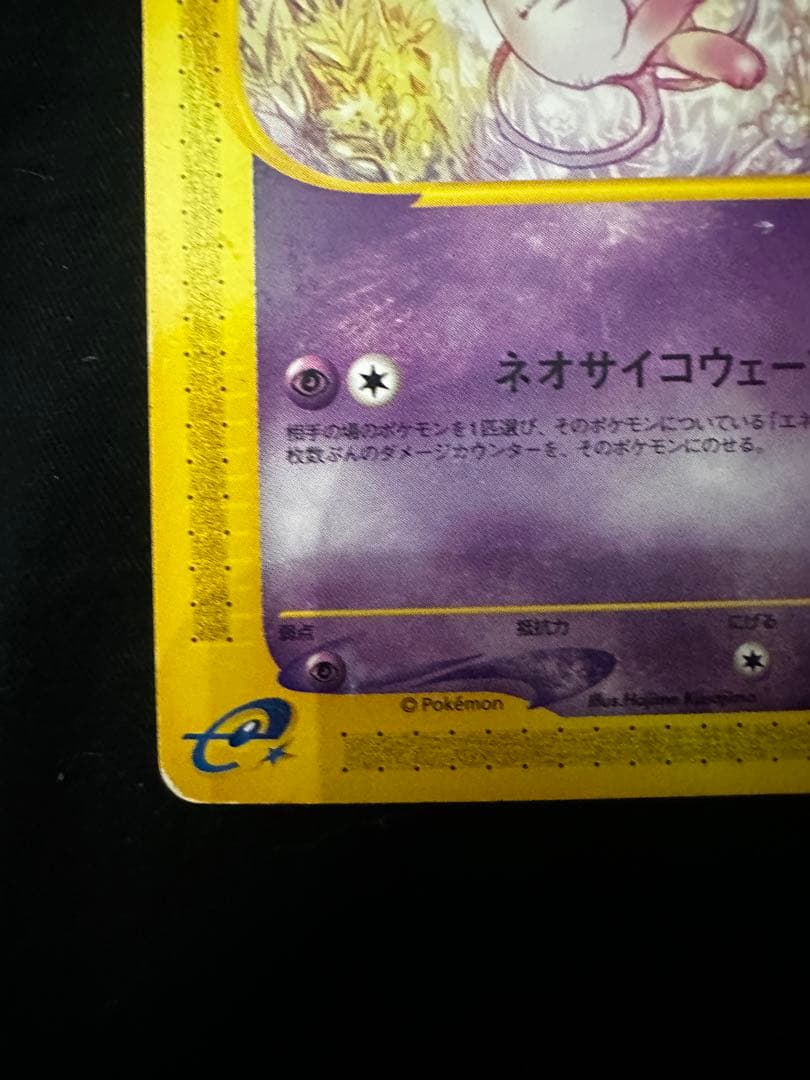 ネオサイコウェー
相手の場のポケモンを1匹選び、そのポケモンについている「エネ
枚数ぶんのダメージカウンターを、そのポケモンにのせる。
弱点 抵抗力 にげる
© Pokémon Illus. Hajime Kusajima
e